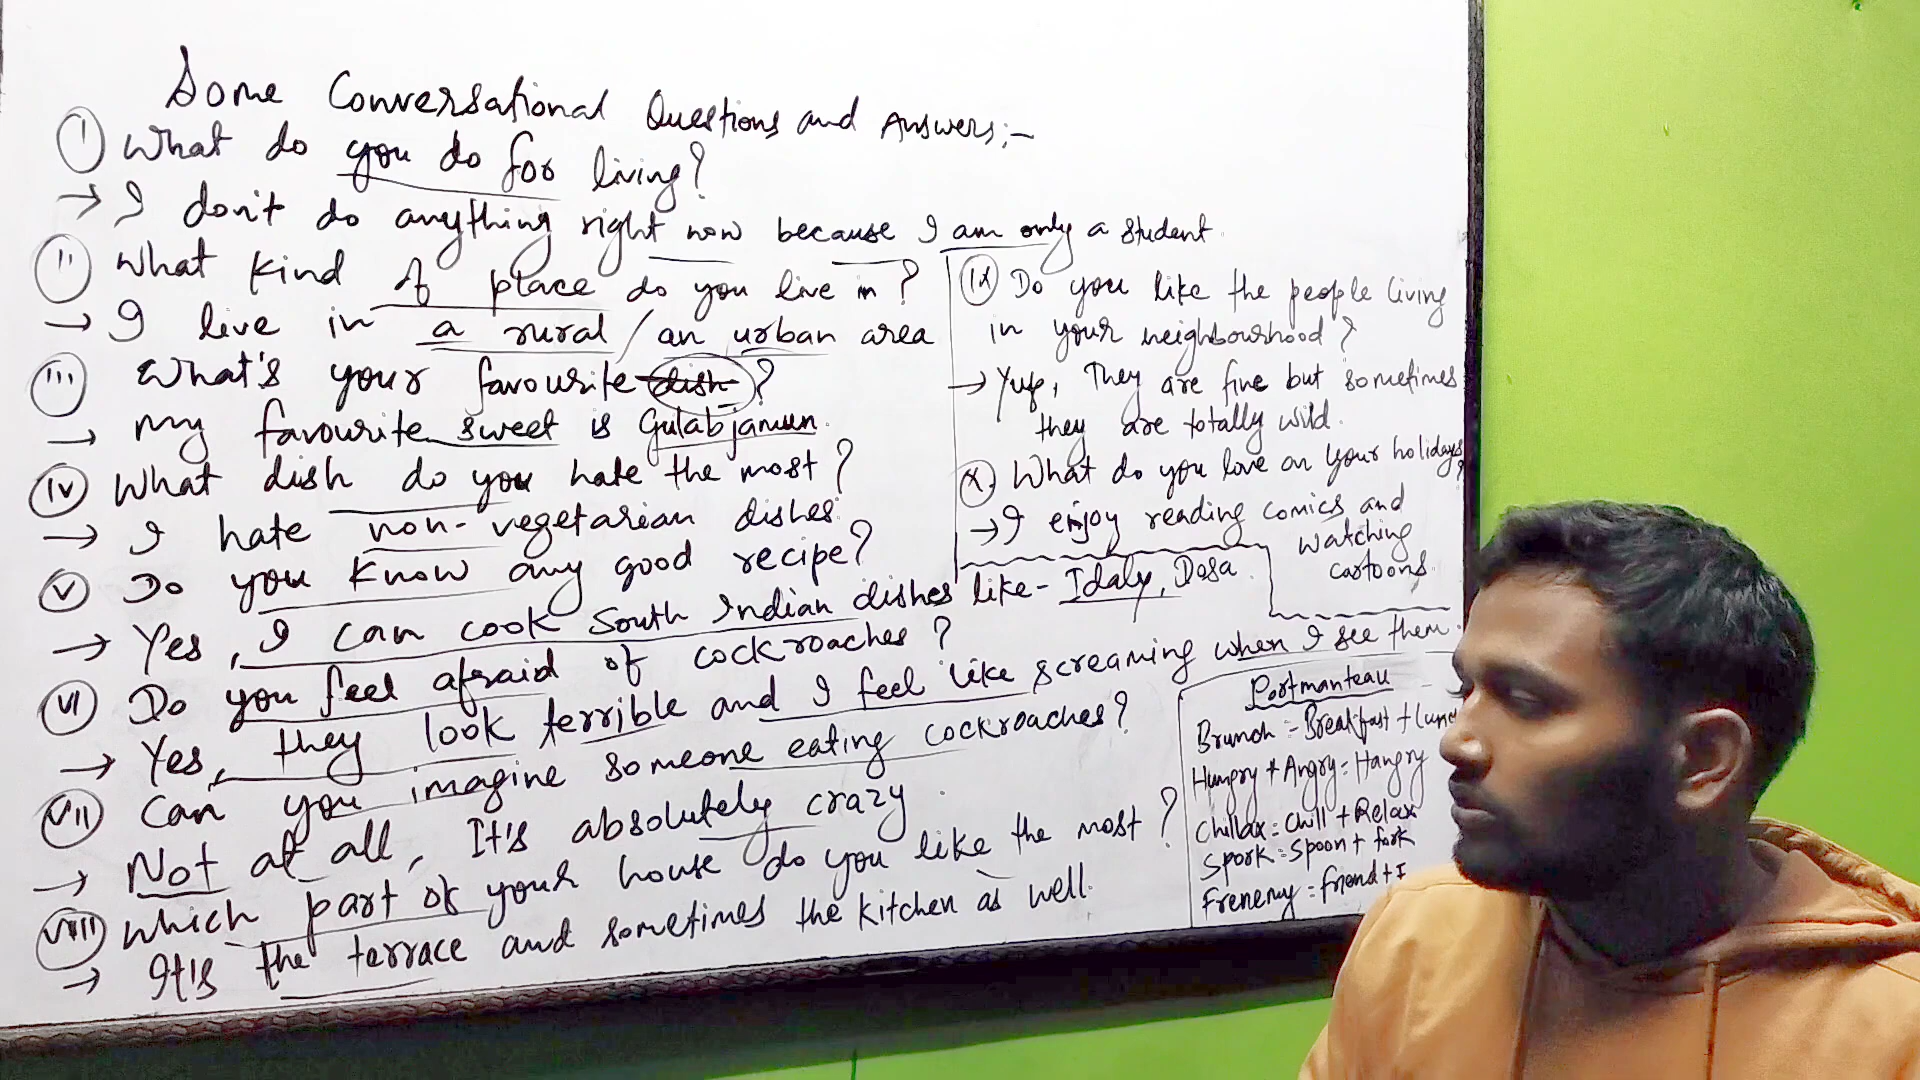 Some Conversational Questions and Answers:-
(i) What do you do for living?
→ I don't do anything right now because I am only a student.
(ii) What kind of place do you live in?
→ I live in a rural / an urban area
(iii) What's your favourite dish?
→ My favourite sweet is Gulabjamun.
(iv) What dish do you hate the most?
→ I hate non-vegetarian dishes.
(v) Do you know any good recipe?
→ Yes, I can cook South Indian dishes like- Idaly, Dosa.
(vi) Do you feel afraid of cockroaches?
→ Yes, they look terrible and I feel like screaming when I see them.
(vii) Can you imagine someone eating cockroaches?
→ Not at all, It's absolutely crazy.
(viii) Which part of your house do you like the most?
→ It's the terrace and sometimes the kitchen as well.
(ix) Do you like the people living
in your neighbourhood?
→ Yup, They are fine but sometimes
they are totally wild.
(x). What do you love on your holidays?
→ I enjoy reading comics and
watching
cartoons.
Portmanteau
Brunch = Breakfast + Lunc
Hungry + Angry = Hangry
Chillax = Chill + Relax
Spork = Spoon + fork
Frenemy = friend +